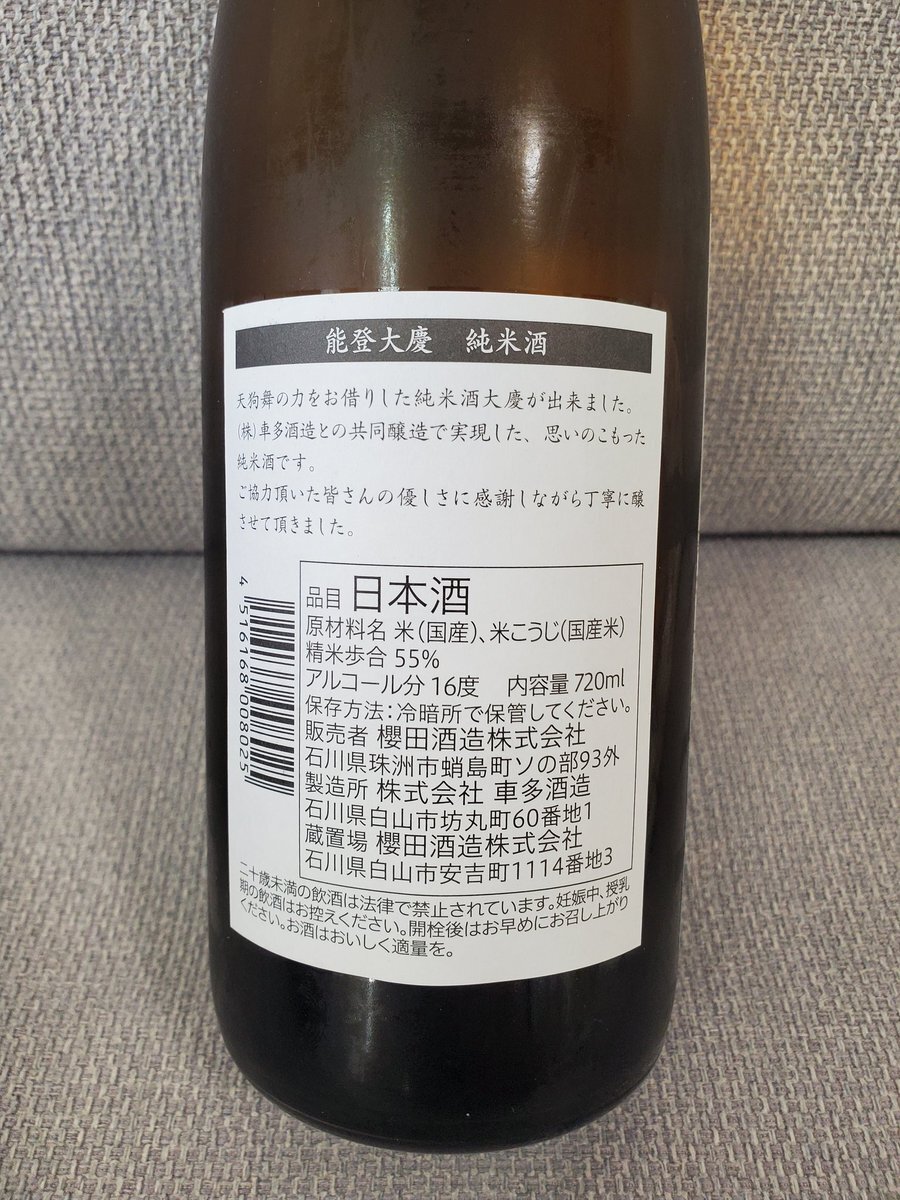 能登大慶　純米酒
天狗舞の力をお借りした純米酒大慶が出来ました。
(株)車多酒造との共同醸造で実現した、思いのこもった
純米酒です。
ご協力頂いた皆さんの優しさに感謝しながら丁寧に醸
させて頂きました。
品目 日本酒
原材料名 米(国産)、米こうじ(国産米)
精米歩合 55%
アルコール分 16度　内容量 720ml
保存方法：冷暗所で保管してください。
販売者 櫻田酒造株式会社
石川県珠洲市蛸島町ソの部93外
製造所 株式会社 車多酒造
石川県白山市坊丸町60番地1
蔵置場 櫻田酒造株式会社
石川県白山市安吉町1114番地3
4 516168 008025
二十歳未満の飲酒は法律で禁止されています。妊娠中、授乳
期の飲酒はお控えください。開栓後はお早めにお召し上がり
ください。お酒はおいしく適量を。